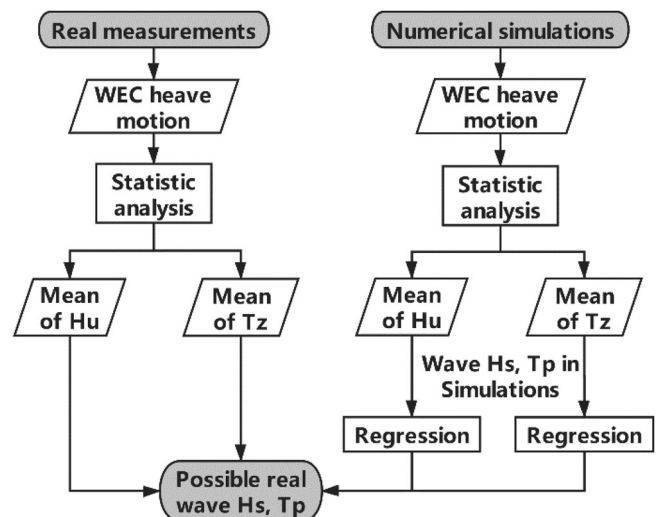 Real measurements
WEC heave
motion
Statistic
analysis
Mean
of Hu
Mean
of Tz
Numerical simulations
WEC heave
motion
Statistic
analysis
Mean
of Hu
Mean
of Tz
Wave Hs, Tp in
Simulations
Regression
Regression
Possible real
wave Hs, Tp